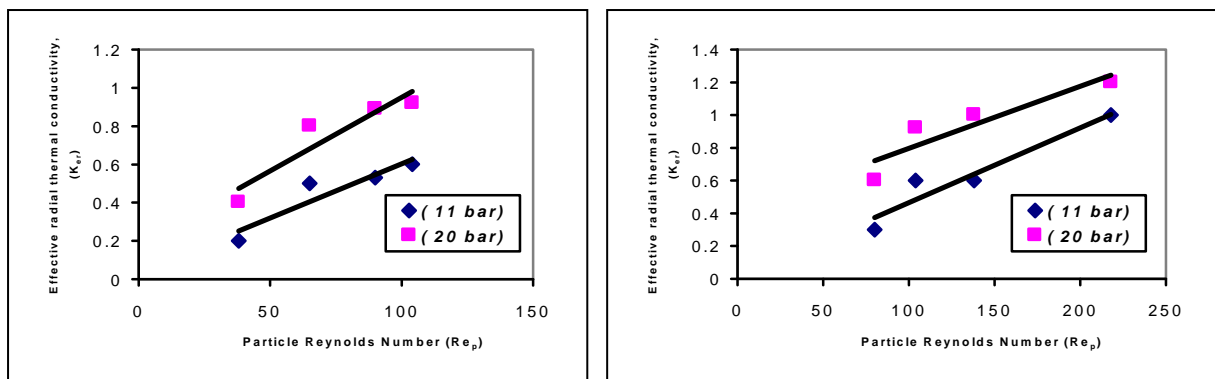 Effective radial thermal conductivity,
(Ker)
1.2
1
0.8
0.6
0.4
0.2
0
0
50
100
150
( 11 bar)
( 20 bar)
Particle Reynolds Number (Rep)
Effective radial thermal conductivity,
(Ker)
1.4
1.2
1
0.8
0.6
0.4
0.2
0
0
50
100
150
200
250
( 11 bar)
( 20 bar)
Particle Reynolds Number (Rep)